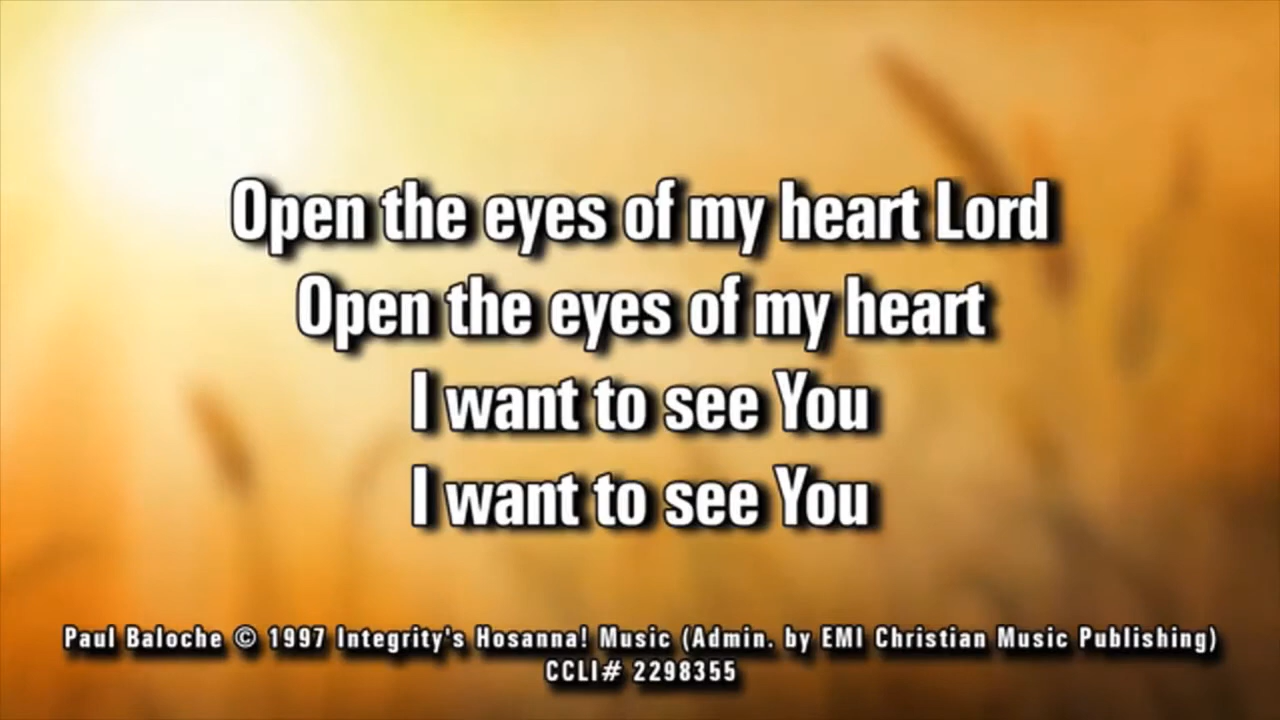 Open the eyes of my heart Lord
Open the eyes of my heart
I want to see You
I want to see You
Paul Baloche © 1997 Integrity's Hosanna! Music (Admin. by EMI Christian Music Publishing)
CCLI# 2298355